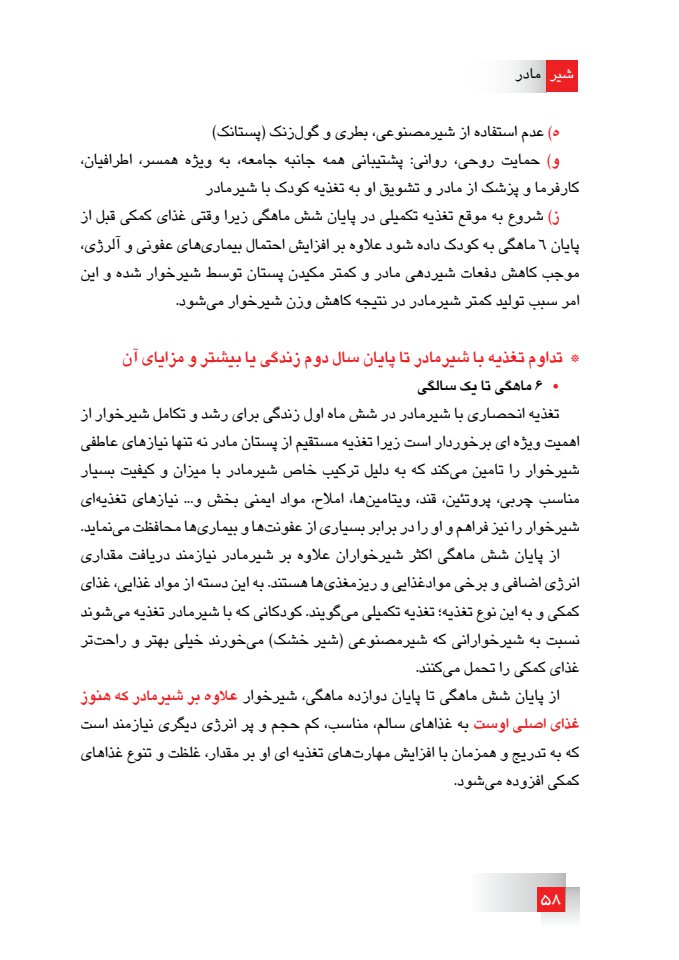 شیر مادر
ه) عدم استفاده از شیرمصنوعی، بطری و گول‌زنک (پستانک)
و) حمایت روحی، روانی: پشتیبانی همه جانبه جامعه، به ویژه همسر، اطرافیان،
کارفرما و پزشک از مادر و تشویق او به تغذیه کودک با شیرمادر
ز) شروع به موقع تغذیه تکمیلی در پایان شش ماهگی زیرا وقتی غذای کمکی قبل از
پایان ٦ ماهگی به کودک داده شود علاوه بر افزایش احتمال بیماری‌های عفونی و آلرژی،
موجب کاهش دفعات شیردهی مادر و کمتر مکیدن پستان توسط شیرخوار شده و این
امر سبب تولید کمتر شیرمادر در نتیجه کاهش وزن شیرخوار می‌شود.
* تداوم تغذیه با شیرمادر تا پایان سال دوم زندگی یا بیشتر و مزایای آن
• ۶ ماهگی تا یک سالگی
تغذیه انحصاری با شیرمادر در شش ماه اول زندگی برای رشد و تکامل شیرخوار از
اهمیت ویژه ای برخوردار است زیرا تغذیه مستقیم از پستان مادر نه تنها نیازهای عاطفی
شیرخوار را تامین می‌کند که به دلیل ترکیب خاص شیرمادر با میزان و کیفیت بسیار
مناسب چربی، پروتئین، قند، ویتامین‌ها، املاح، مواد ایمنی بخش و... نیازهای تغذیه‌ای
شیرخوار را نیز فراهم و او را در برابر بسیاری از عفونت‌ها و بیماری‌ها محافظت می‌نماید.
از پایان شش ماهگی اکثر شیرخواران علاوه بر شیرمادر نیازمند دریافت مقداری
انرژی اضافی و برخی موادغذایی و ریزمغذی‌ها هستند. به این دسته از مواد غذایی، غذای
کمکی و به این نوع تغذیه؛ تغذیه تکمیلی می‌گویند. کودکانی که با شیرمادر تغذیه می‌شوند
نسبت به شیرخوارانی که شیرمصنوعی (شیر خشک) می‌خورند خیلی بهتر و راحت‌تر
غذای کمکی را تحمل می‌کنند.
از پایان شش ماهگی تا پایان دوازده ماهگی، شیرخوار علاوه بر شیرمادر که هنوز
غذای اصلی اوست به غذاهای سالم، مناسب، کم حجم و پر انرژی دیگری نیازمند است
که به تدریج و همزمان با افزایش مهارت‌های تغذیه ای او بر مقدار، غلظت و تنوع غذاهای
کمکی افزوده می‌شود.
۵۸